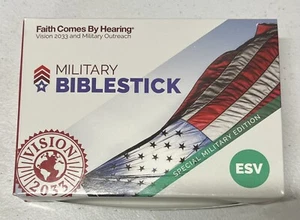 Faith Comes By Hearing®
Vision 2033 and Military Outreach
MILITARY
BIBLESTICK
SPECIAL MILITARY EDITION
ESV
VISION
2033